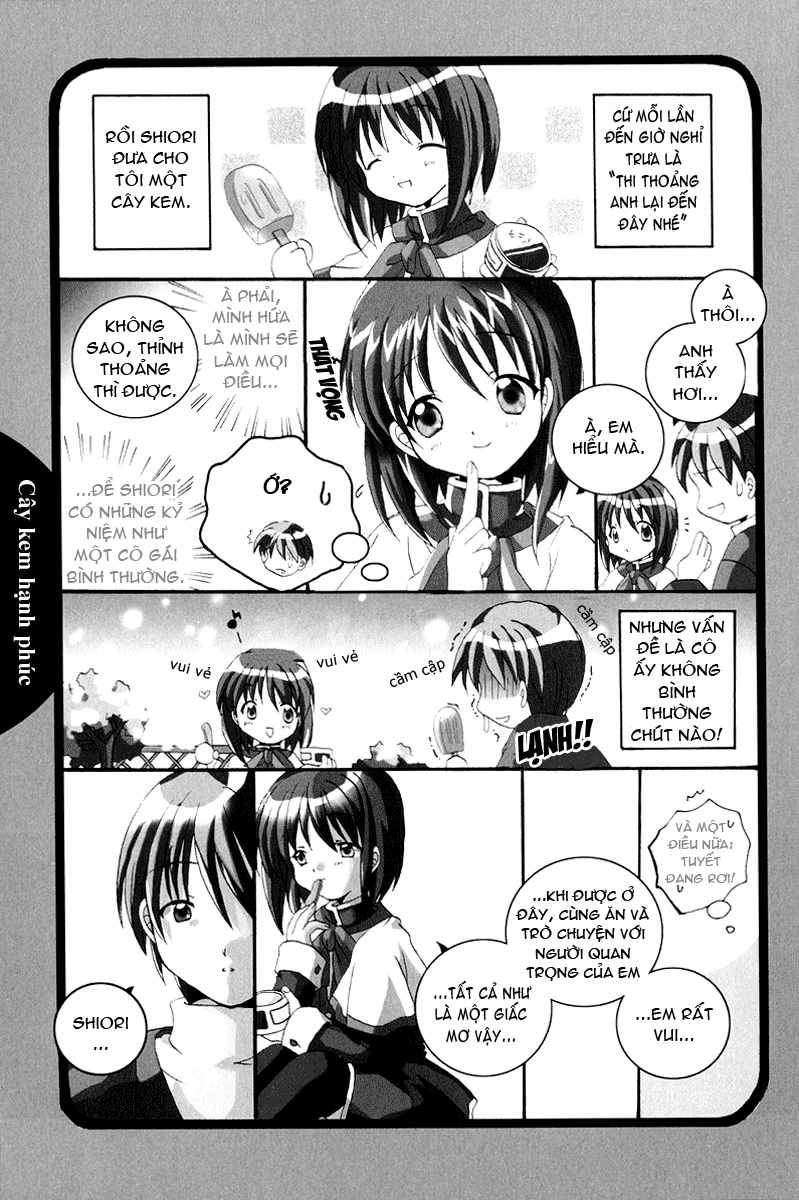 CỨ MỖI LẦN
ĐẾN GIỜ NGHỈ
TRƯA LÀ
"THI THOẢNG
ANH LẠI ĐẾN
ĐÂY NHÉ"
RỒI SHIORI
ĐƯA CHO
TÔI MỘT
CÂY KEM.
À
THÔI...
ANH
THẤY
HƠI...
À, EM
HIỂU MÀ.
THẤT VỌNG
Ớ?
À PHẢI,
MÌNH HỨA
LÀ MÌNH SẼ
LÀM MỌI
ĐIỀU...
KHÔNG
SAO, THỈNH
THOẢNG
THÌ ĐƯỢC.
...ĐỂ SHIORI
CÓ NHỮNG KỶ
NIỆM NHƯ
MỘT CÔ GÁI
BÌNH THƯỜNG.
Cây kem hạnh phúc
NHƯNG VẤN
ĐỀ LÀ CÔ
ẤY KHÔNG
BÌNH
THƯỜNG
CHÚT NÀO!
cầm cập
cầm cập
LẠNH!!
vui vẻ
vui vẻ
VÀ MỘT
ĐIỀU NỮA:
TUYẾT
ĐANG RƠI!
...EM RẤT
VUI...
...KHI ĐƯỢC Ở
ĐÂY, CÙNG ĂN VÀ
TRỞ CHUYỆN VỚI
NGƯỜI QUAN
TRỌNG CỦA EM
...TẤT CẢ NHƯ
LÀ MỘT GIẤC
MƠ VẬY...
SHIORI
...